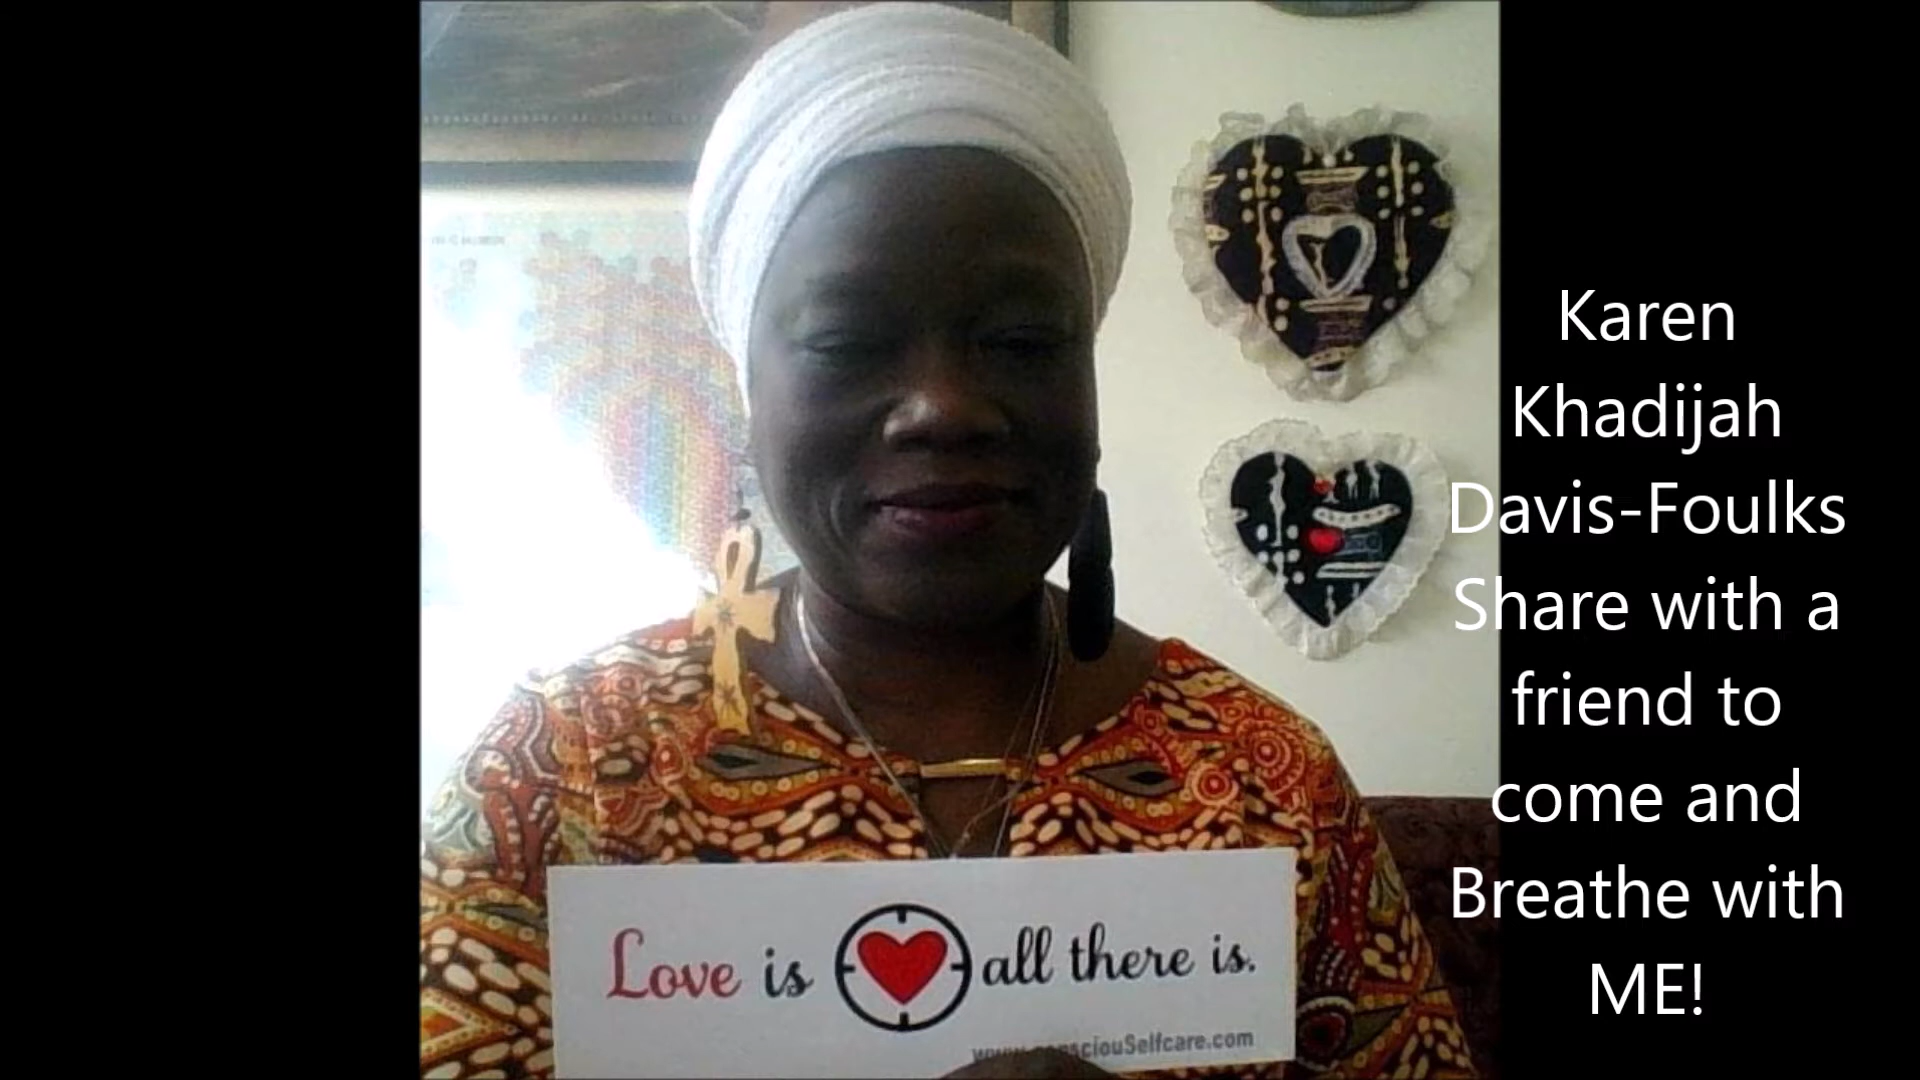 Karen
Khadijah
Davis-Foulks
Share with a
friend to
come and
Breathe with
ME!
Love is all there is.